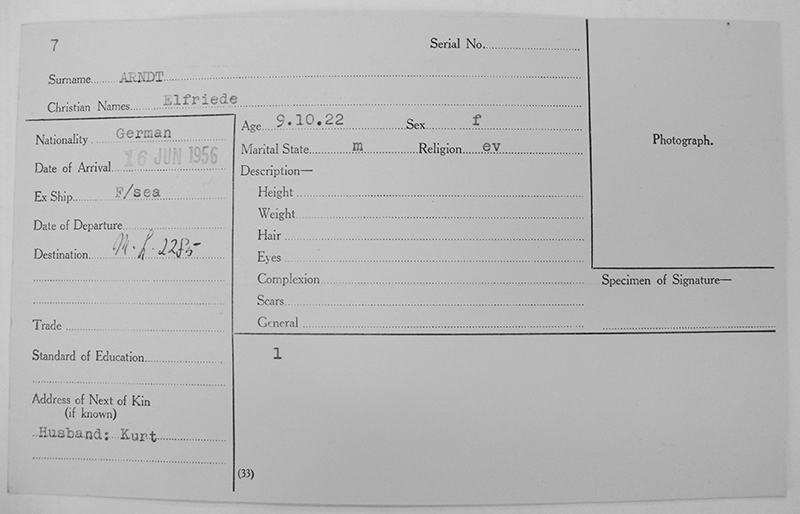 7
Serial No.
Surname ARNDT
Christian Names Elfriede
Nationality German
Date of Arrival 16 JUN 1956
Ex Ship F/sea
Date of Departure
Destination
Trade
Standard of Education
Address of Next of Kin
(if known)
Husband: Kurt
Age 9.10.22 Sex f
Marital State m Religion ev
Description—
Height
Weight
Hair
Eyes
Complexion
Scars
General
1
(33)
Photograph.
Specimen of Signature—